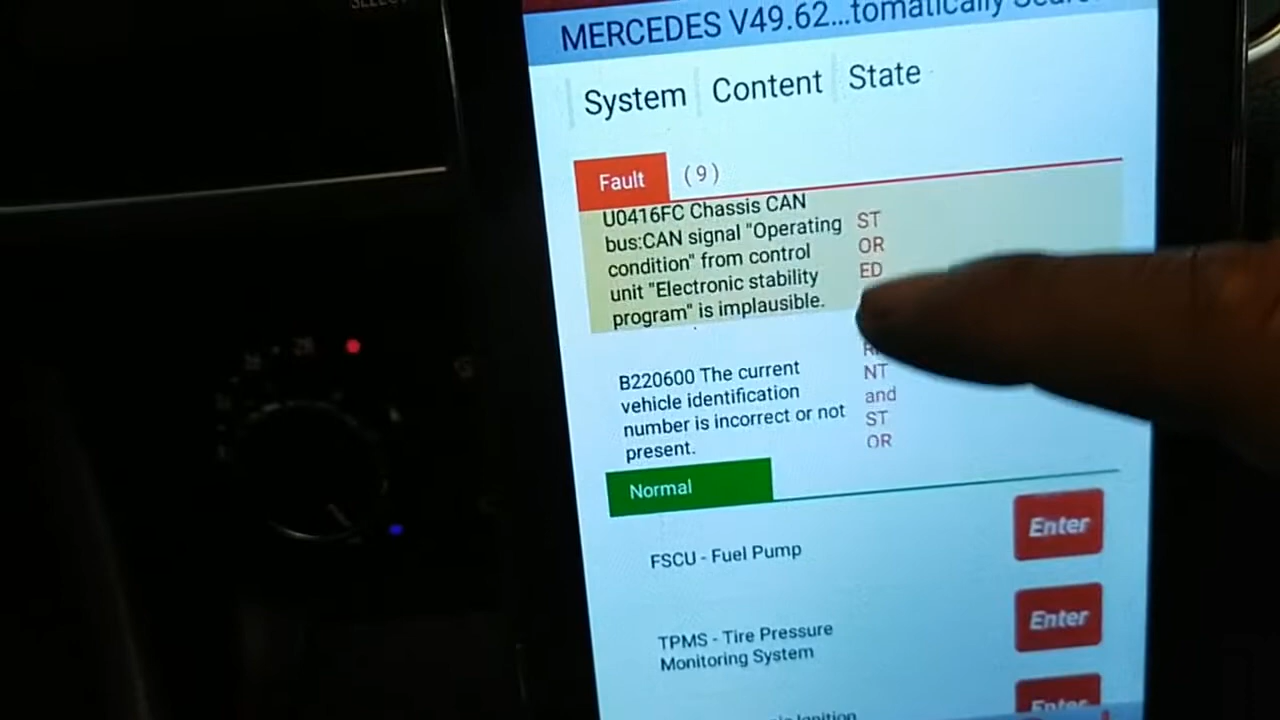 MERCEDES V49.62...tomatically
System Content State
Fault (9)
U0416FC Chassis CAN
bus:CAN signal "Operating
condition" from control
unit "Electronic stability
program" is implausible.
ST
OR
ED
B220600 The current
vehicle identification
number is incorrect or not
present.
NT
and
ST
OR
Normal
FSCU - Fuel Pump
Enter
TPMS - Tire Pressure
Monitoring System
Enter
Ignition
Enter